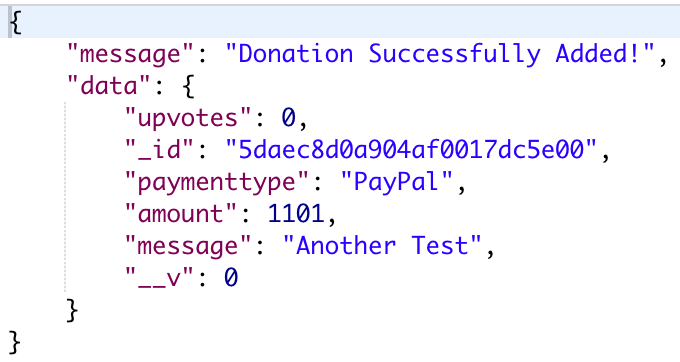 {
    "message": "Donation Successfully Added!",
    "data": {
        "upvotes": 0,
        "_id": "5daec8d0a904af0017dc5e00",
        "paymenttype": "PayPal",
        "amount": 1101,
        "message": "Another Test",
        "__v": 0
    }
}